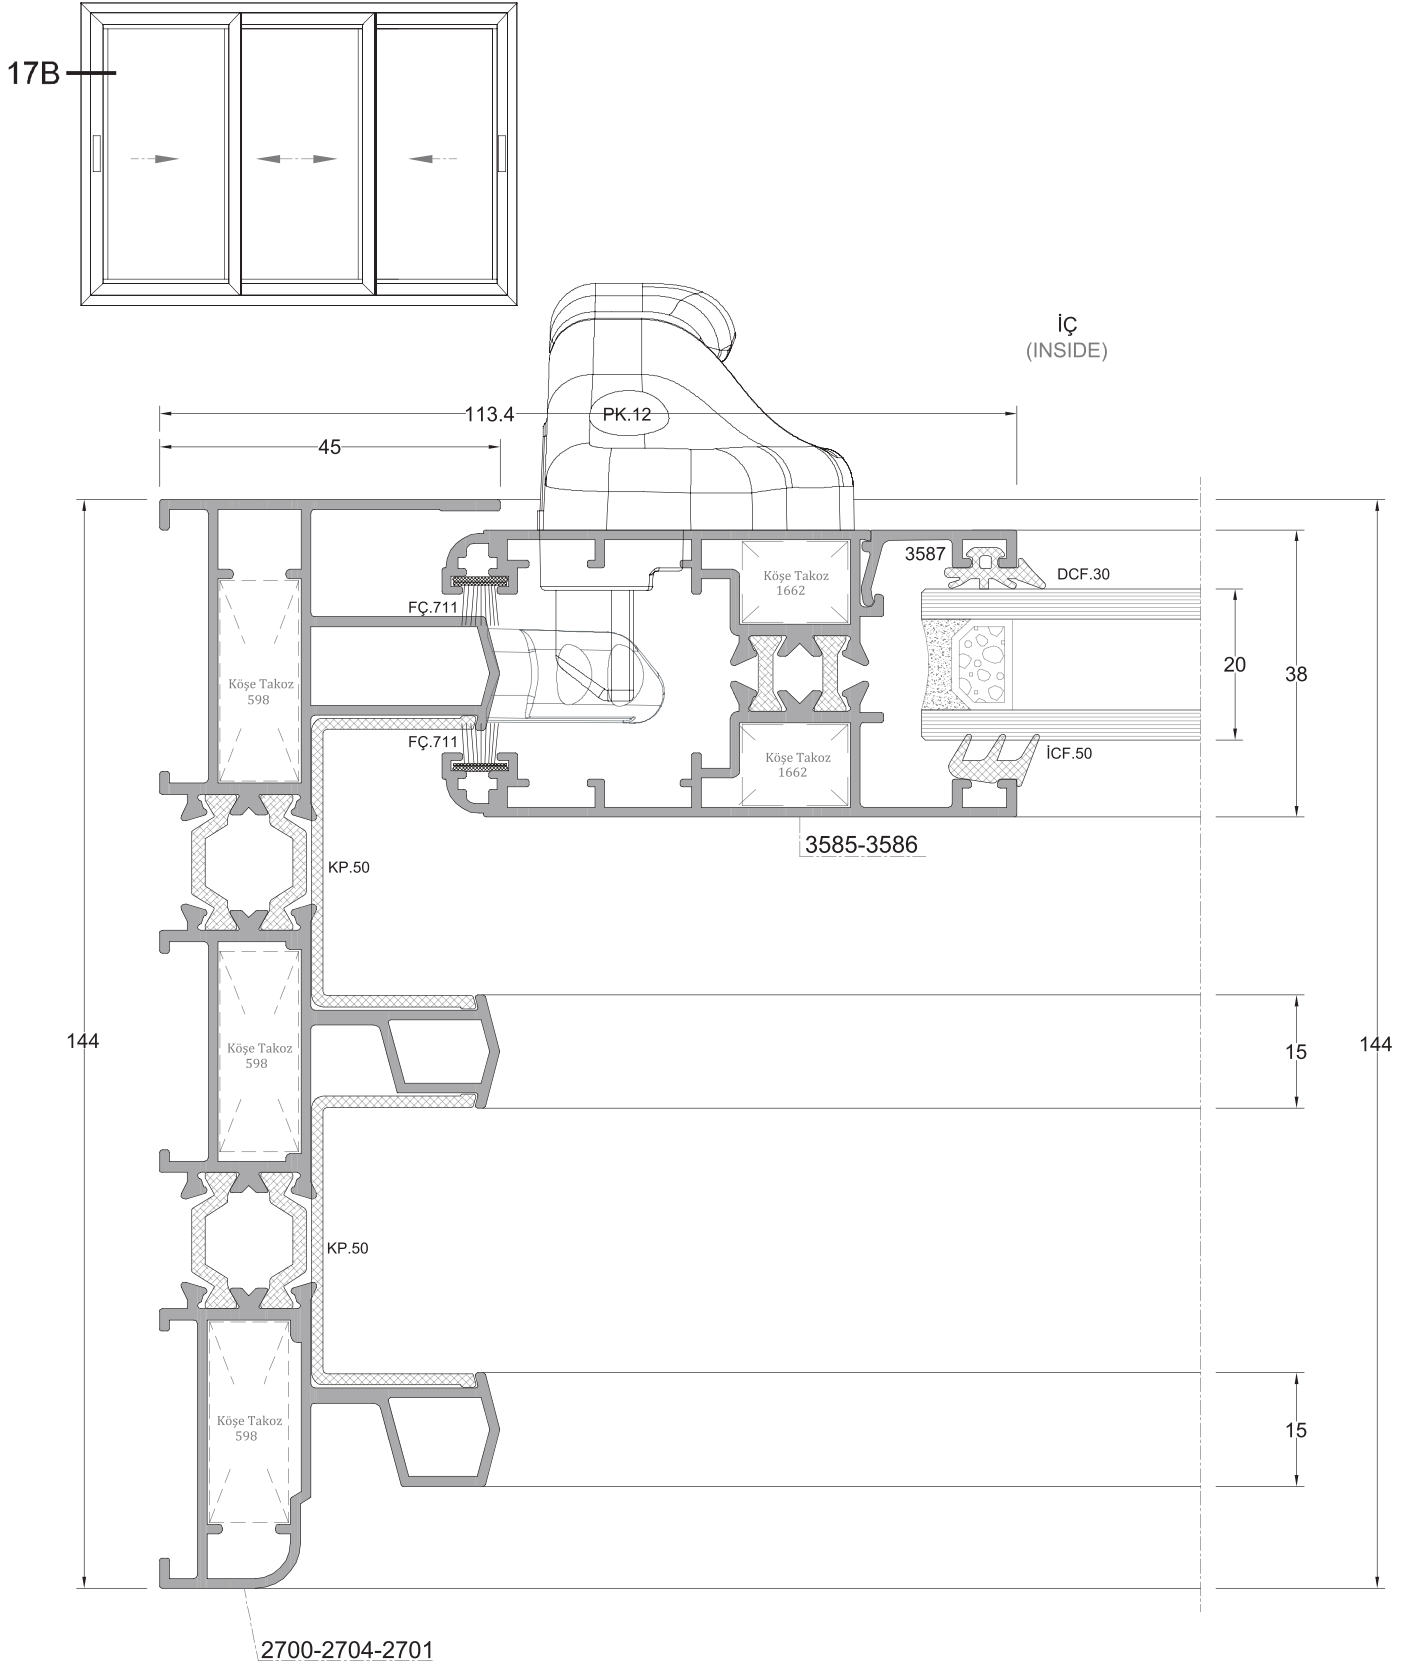 17B
İÇ
(INSIDE)
113.4
PK.12
45
3587
DCF.30
Köşe Takoz
1662
FÇ.711
20
38
Köşe Takoz
598
FÇ.711
İCF.50
Köşe Takoz
1662
3585-3586
KP.50
144
Köşe Takoz
598
15
144
KP.50
Köşe Takoz
598
15
2700-2704-2701